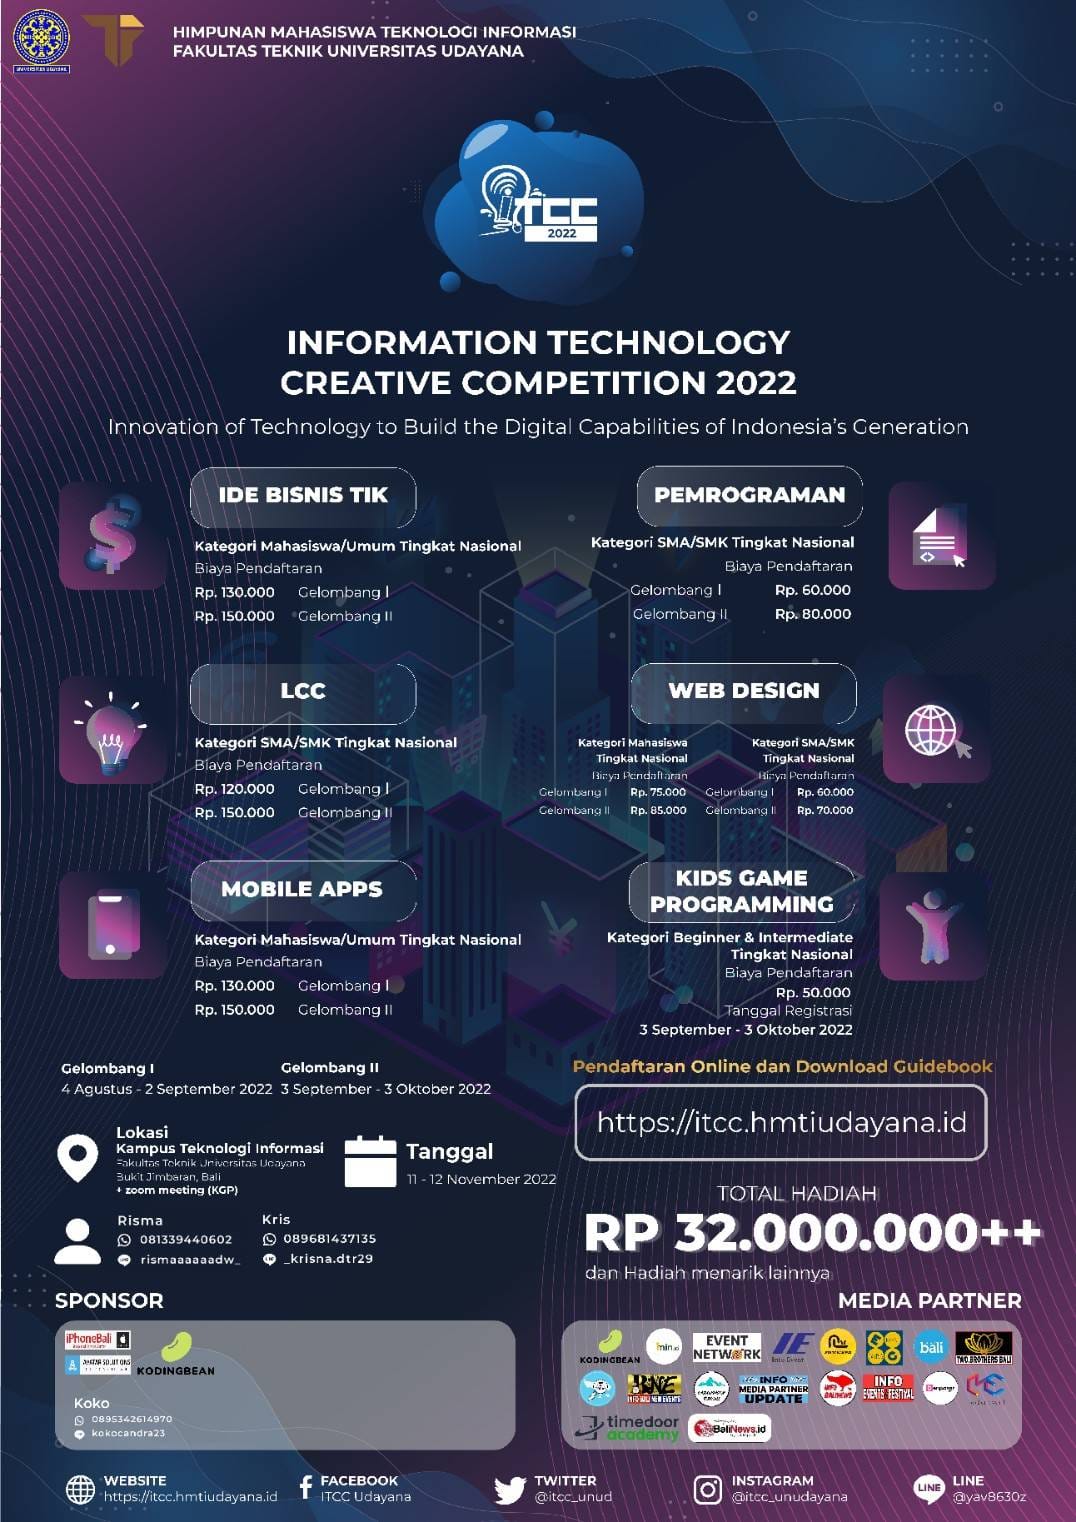 HIMPUNAN MAHASISWA TEKNOLOGI INFORMASI
FAKULTAS TEKNIK UNIVERSITAS UDAYANA
UNIVERSITAS UDAYANA
iTCC
2022
INFORMATION TECHNOLOGY
CREATIVE COMPETITION 2022
Innovation of Technology to Build the Digital Capabilities of Indonesia's Generation
IDE BISNIS TIK
Kategori Mahasiswa/Umum Tingkat Nasional
Biaya Pendaftaran
Rp. 130.000 Gelombang I
Rp. 150.000 Gelombang II
PEMROGRAMAN
Kategori SMA/SMK Tingkat Nasional
Biaya Pendaftaran
Gelombang I Rp. 60.000
Gelombang II Rp. 80.000
LCC
Kategori SMA/SMK Tingkat Nasional
Biaya Pendaftaran
Rp. 120.000 Gelombang I
Rp. 150.000 Gelombang II
WEB DESIGN
Kategori Mahasiswa
Tingkat Nasional
Biaya Pendaftaran
Gelombang I Rp. 75.000
Gelombang II Rp. 85.000
Kategori SMA/SMK
Tingkat Nasional
Biaya Pendaftaran
Gelombang I Rp. 60.000
Gelombang II Rp. 70.000
MOBILE APPS
Kategori Mahasiswa/Umum Tingkat Nasional
Biaya Pendaftaran
Rp. 130.000 Gelombang I
Rp. 150.000 Gelombang II
KIDS GAME
PROGRAMMING
Kategori Beginner & Intermediate
Tingkat Nasional
Biaya Pendaftaran
Rp. 50.000
Tanggal Registrasi
3 September - 3 Oktober 2022
Gelombang I
4 Agustus - 2 September 2022
Gelombang II
3 September - 3 Oktober 2022
Pendaftaran Online dan Download Guidebook
https://itcc.hmtiudayana.id
Lokasi
Kampus Teknologi Informasi
Fakultas Teknik Universitas Udayana
Bukit Jimbaran, Bali
+ zoom meeting (KGP)
Tanggal
11 - 12 November 2022
TOTAL HADIAH
RP 32.000.000++
dan Hadiah menarik lainnya
Risma
081339440602
rismaaaaaadw_
Kris
089681437135
_krisna.dtr29
SPONSOR
iPhoneBali
AVATAR SOLUTIONS
KODINGBEAN
Koko
0895342614970
kokocandra23
MEDIA PARTNER
KODINGBEAN
EVENT
NETWORK
bali
TWO BROTHERS BALI
INFO
MEDIA PARTNER
UPDATE
INFO
EVENTS FESTIVAL
timedoor
academy
BaliNews.id
WEBSITE
https://itcc.hmtiudayana.id
FACEBOOK
ITCC Udayana
TWITTER
@itcc_unud
INSTAGRAM
@itcc_unudayana
LINE
LINE
@yav8630z